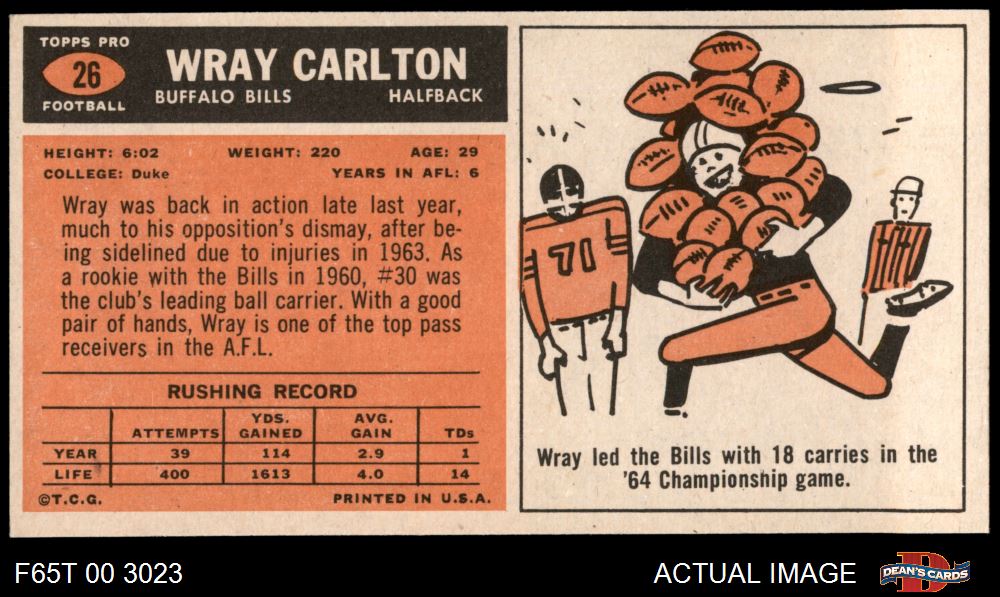 TOPPS PRO
26
FOOTBALL
WRAY CARLTON
BUFFALO BILLS HALFBACK
HEIGHT: 6:02 WEIGHT: 220 AGE: 29
COLLEGE: Duke YEARS IN AFL: 6
Wray was back in action late last year,
much to his opposition's dismay, after be-
ing sidelined due to injuries in 1963. As
a rookie with the Bills in 1960, #30 was
the club's leading ball carrier. With a good
pair of hands, Wray is one of the top pass
receivers in the A.F.L.
RUSHING RECORD
ATTEMPTS YDS. GAINED AVG. GAIN TDs
YEAR 39 114 2.9 1
LIFE 400 1613 4.0 14
©T.C.G. PRINTED IN U.S.A.
71
Wray led the Bills with 18 carries in the
'64 Championship game.
F65T 00 3023 ACTUAL IMAGE
D
DEAN'S CARDS